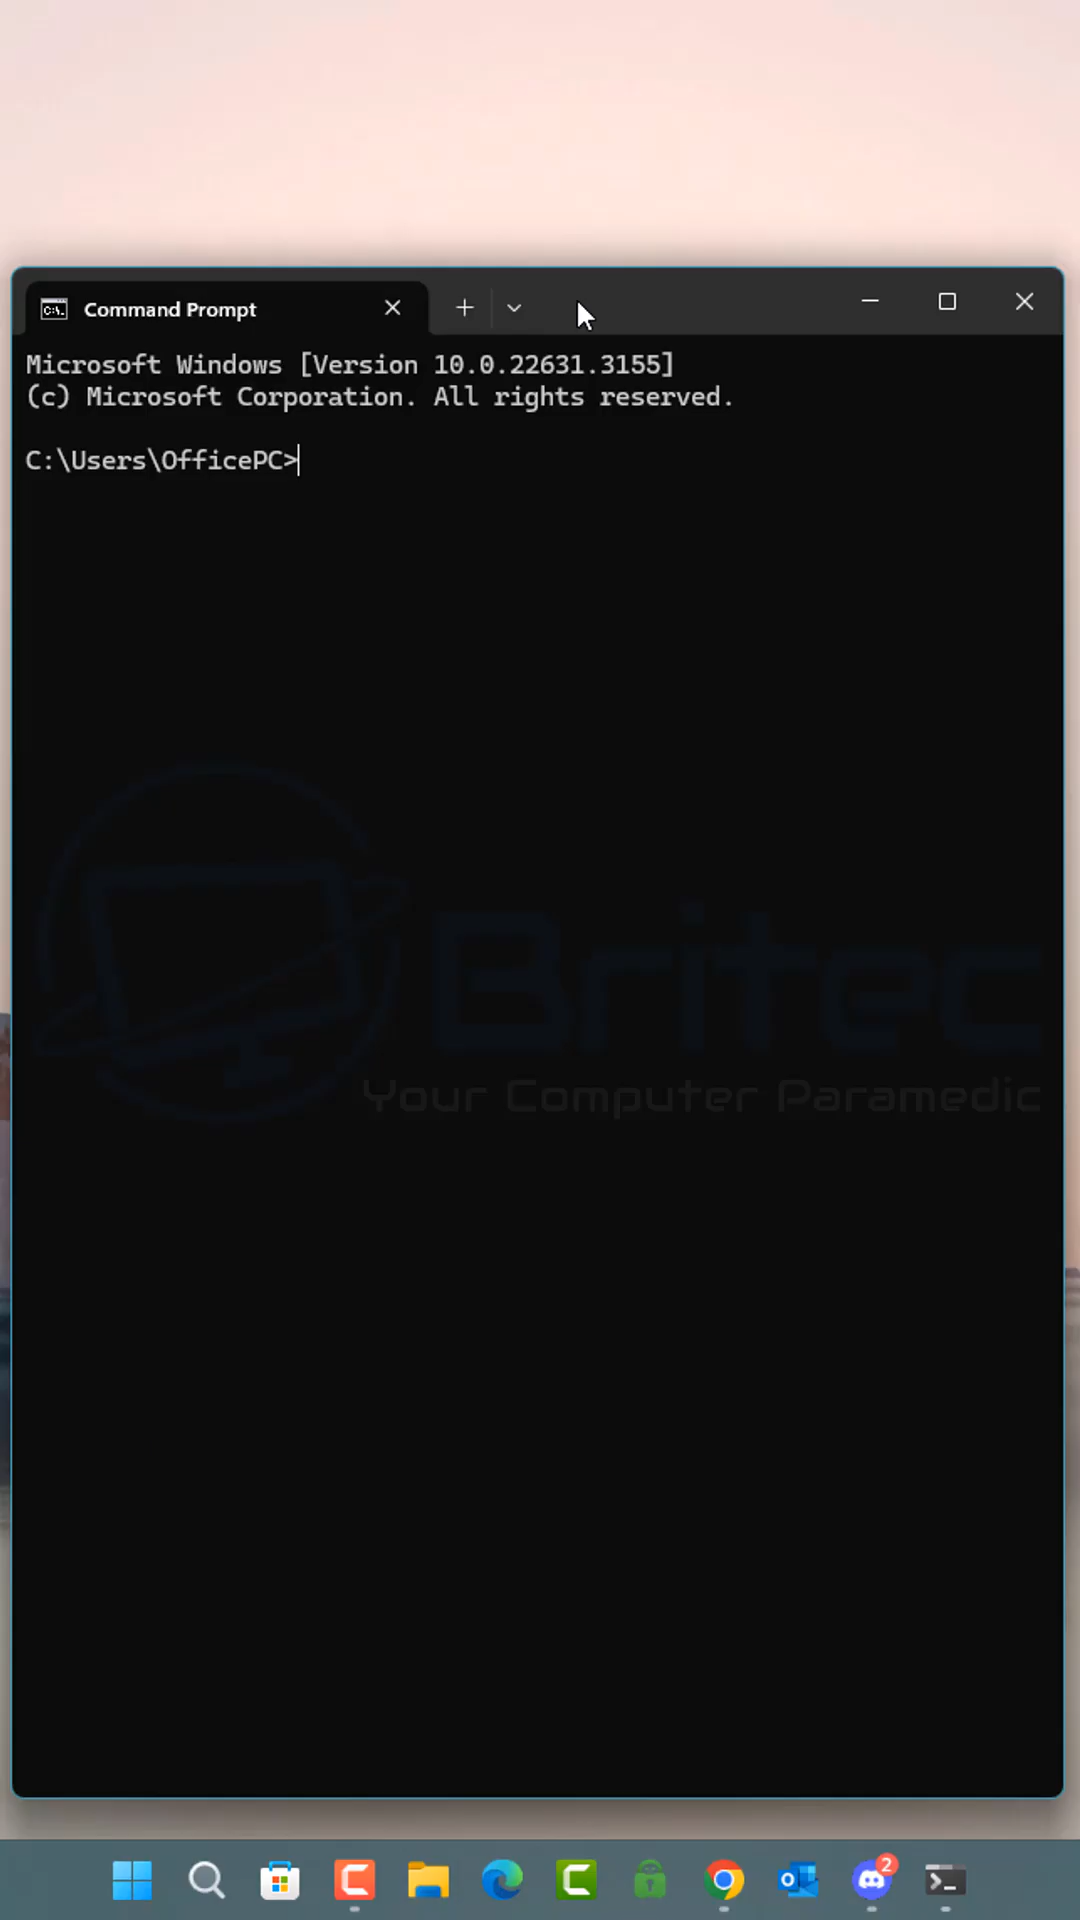 Command Prompt
Microsoft Windows [Version 10.0.22631.3155]
(c) Microsoft Corporation. All rights reserved.
C:\Users\OfficePC>
Britec
Your Computer Paramedic
2